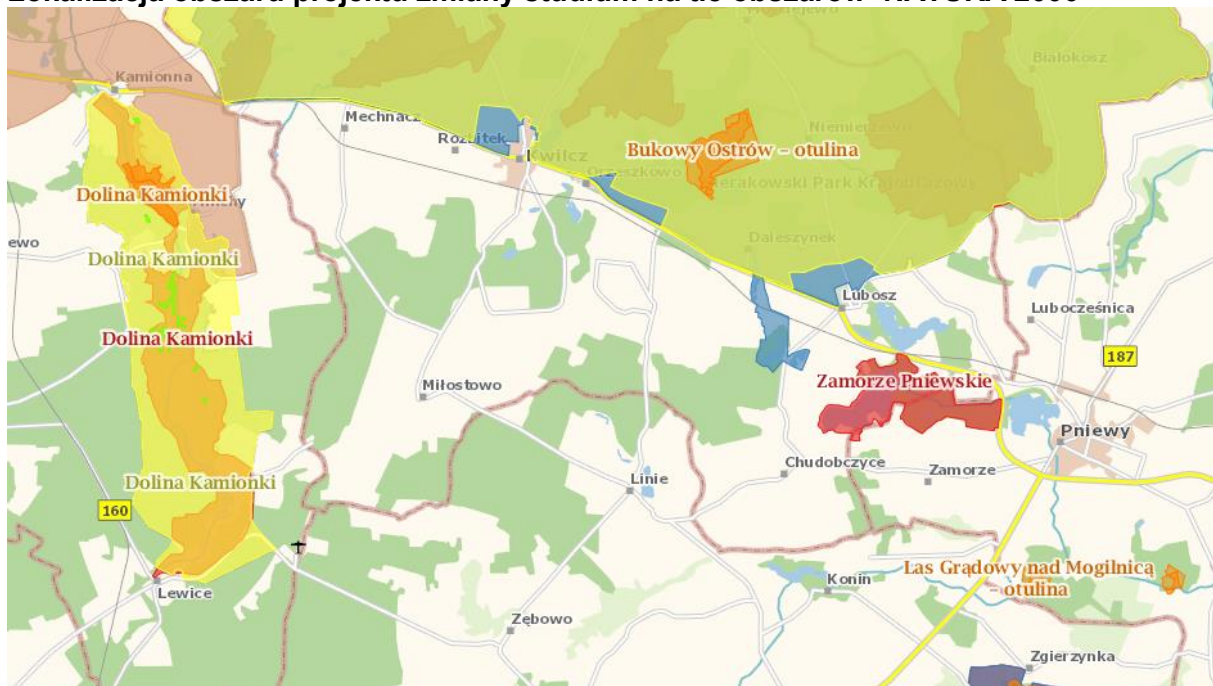 Lokalizacja obszaru projektu zmiany studium na tle obszarów NATURA 2000
Kamionna
Białokosz
Mechnacz
Rozbitek
Kwilcz
Niemierzewo
Bukowy Ostrów – otulina
Orzeszkowo
Sierakowski Park Krajobrazowy
Dolina Kamionki
ewo
Daleszynek
Dolina Kamionki
Lubosz
Lubocześnica
Dolina Kamionki
187
Miłostowo
Zamorze Pniewskie
Pniewy
Chudobczyce
Zamorze
Linie
Dolina Kamionki
160
Lewice
Konin
Las Grądowy nad Mogilnicą
– otulina
Zębowo
Zgierzynka